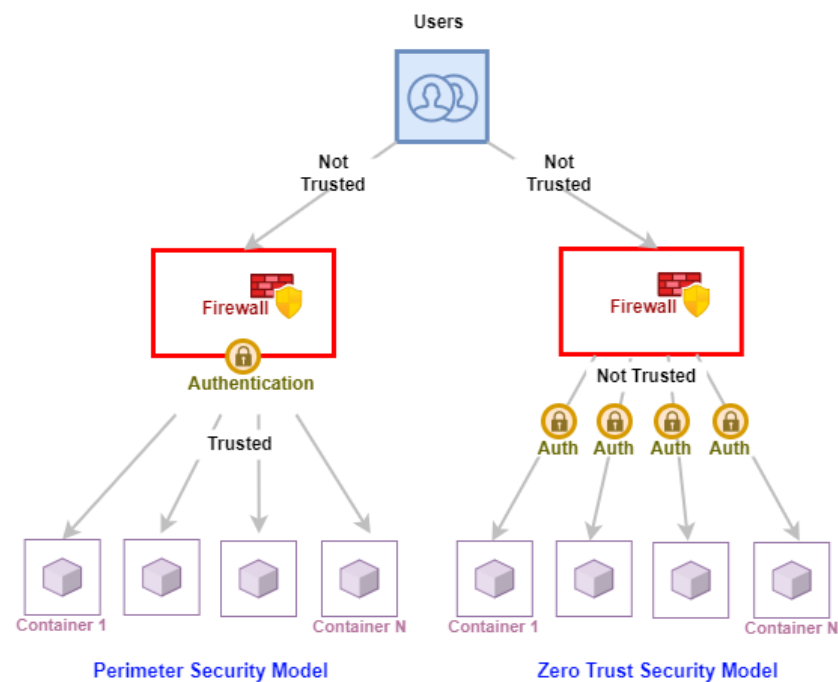 Users
Not
Trusted
Not
Trusted
Firewall
Firewall
Authentication
Not Trusted
Trusted
Auth
Auth
Auth
Auth
Container 1
Container N
Container 1
Container N
Perimeter Security Model
Zero Trust Security Model